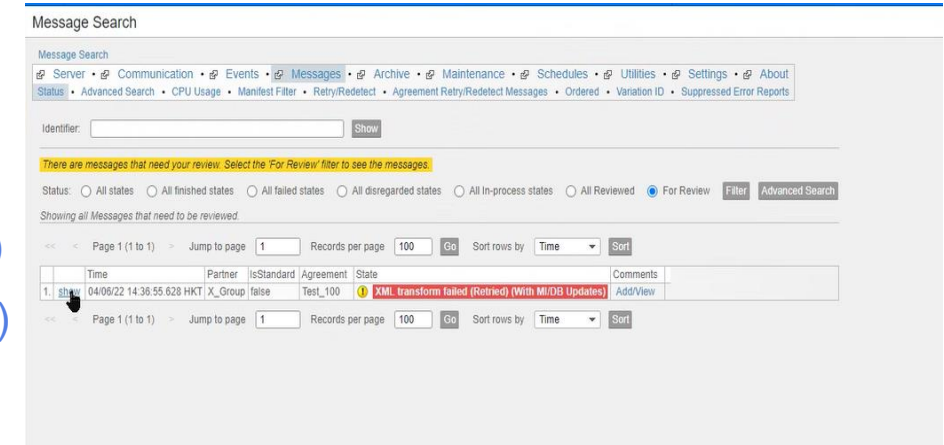 Message Search
Message Search
Server • Communication • Events • Messages • Archive • Maintenance • Schedules • Utilities • Settings • About
Status • Advanced Search • CPU Usage • Manifest Filter • Retry/Redetect • Agreement Retry/Redetect Messages • Ordered • Variation ID • Suppressed Error Reports
Identifier: Show
There are messages that need your review. Select the 'For Review' filter to see the messages.
Status: All states All finished states All failed states All disregarded states All In-process states All Reviewed For Review Filter Advanced Search
Showing all Messages that need to be reviewed.
<< < Page 1 (1 to 1) > Jump to page 1 Records per page 100 Go Sort rows by Time Sort
Time Partner IsStandard Agreement State Comments
1. show 04/06/22 14:36:55.628 HKT X_Group false Test_100 XML transform failed (Retried) (With MI/DB Updates) Add/View
<< < Page 1 (1 to 1) > Jump to page 1 Records per page 100 Go Sort rows by Time Sort